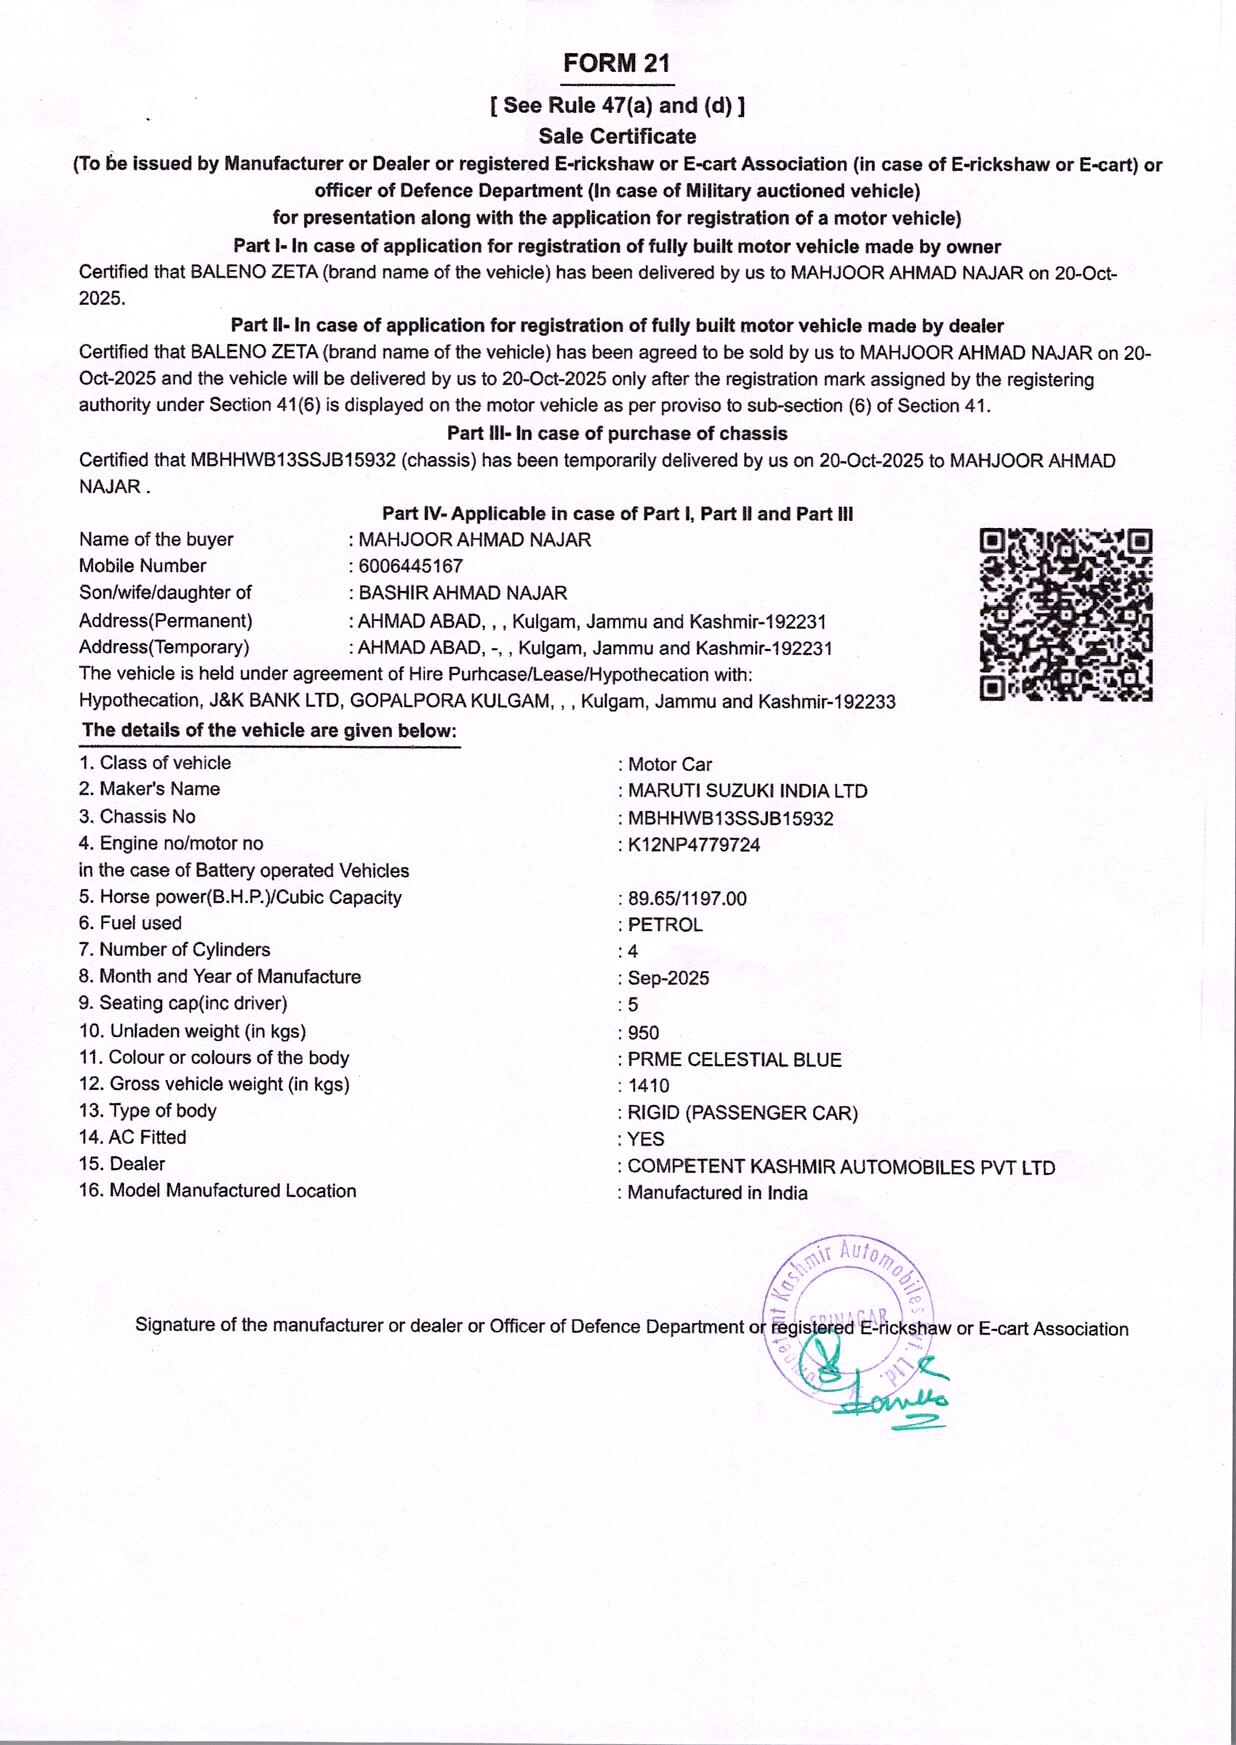 FORM 21
[ See Rule 47(a) and (d) ]
Sale Certificate
(To be issued by Manufacturer or Dealer or registered E-rickshaw or E-cart Association (in case of E-rickshaw or E-cart) or
officer of Defence Department (In case of Military auctioned vehicle)
for presentation along with the application for registration of a motor vehicle)
Part I- In case of application for registration of fully built motor vehicle made by owner
Certified that BALENO ZETA (brand name of the vehicle) has been delivered by us to MAHJOOR AHMAD NAJAR on 20-Oct-
2025.
Part II- In case of application for registration of fully built motor vehicle made by dealer
Certified that BALENO ZETA (brand name of the vehicle) has been agreed to be sold by us to MAHJOOR AHMAD NAJAR on 20-
Oct-2025 and the vehicle will be delivered by us to 20-Oct-2025 only after the registration mark assigned by the registering
authority under Section 41(6) is displayed on the motor vehicle as per proviso to sub-section (6) of Section 41.
Part III- In case of purchase of chassis
Certified that MBHHWB13SSJB15932 (chassis) has been temporarily delivered by us on 20-Oct-2025 to MAHJOOR AHMAD
NAJAR .
Part IV- Applicable in case of Part I, Part II and Part III
Name of the buyer : MAHJOOR AHMAD NAJAR
Mobile Number : 6006445167
Son/wife/daughter of : BASHIR AHMAD NAJAR
Address(Permanent) : AHMAD ABAD, , , Kulgam, Jammu and Kashmir-192231
Address(Temporary) : AHMAD ABAD, -, , Kulgam, Jammu and Kashmir-192231
The vehicle is held under agreement of Hire Purhcase/Lease/Hypothecation with:
Hypothecation, J&K BANK LTD, GOPALPORA KULGAM, , , Kulgam, Jammu and Kashmir-192233
The details of the vehicle are given below:
1. Class of vehicle : Motor Car
2. Maker's Name : MARUTI SUZUKI INDIA LTD
3. Chassis No : MBHHWB13SSJB15932
4. Engine no/motor no : K12NP4779724
in the case of Battery operated Vehicles
5. Horse power(B.H.P.)/Cubic Capacity : 89.65/1197.00
6. Fuel used : PETROL
7. Number of Cylinders : 4
8. Month and Year of Manufacture : Sep-2025
9. Seating cap(inc driver) : 5
10. Unladen weight (in kgs) : 950
11. Colour or colours of the body : PRME CELESTIAL BLUE
12. Gross vehicle weight (in kgs) : 1410
13. Type of body : RIGID (PASSENGER CAR)
14. AC Fitted : YES
15. Dealer : COMPETENT KASHMIR AUTOMOBILES PVT LTD
16. Model Manufactured Location : Manufactured in India
Competent Kashmir Automobiles Pvt. Ltd.
SRINAGAR
Signature of the manufacturer or dealer or Officer of Defence Department or registered E-rickshaw or E-cart Association